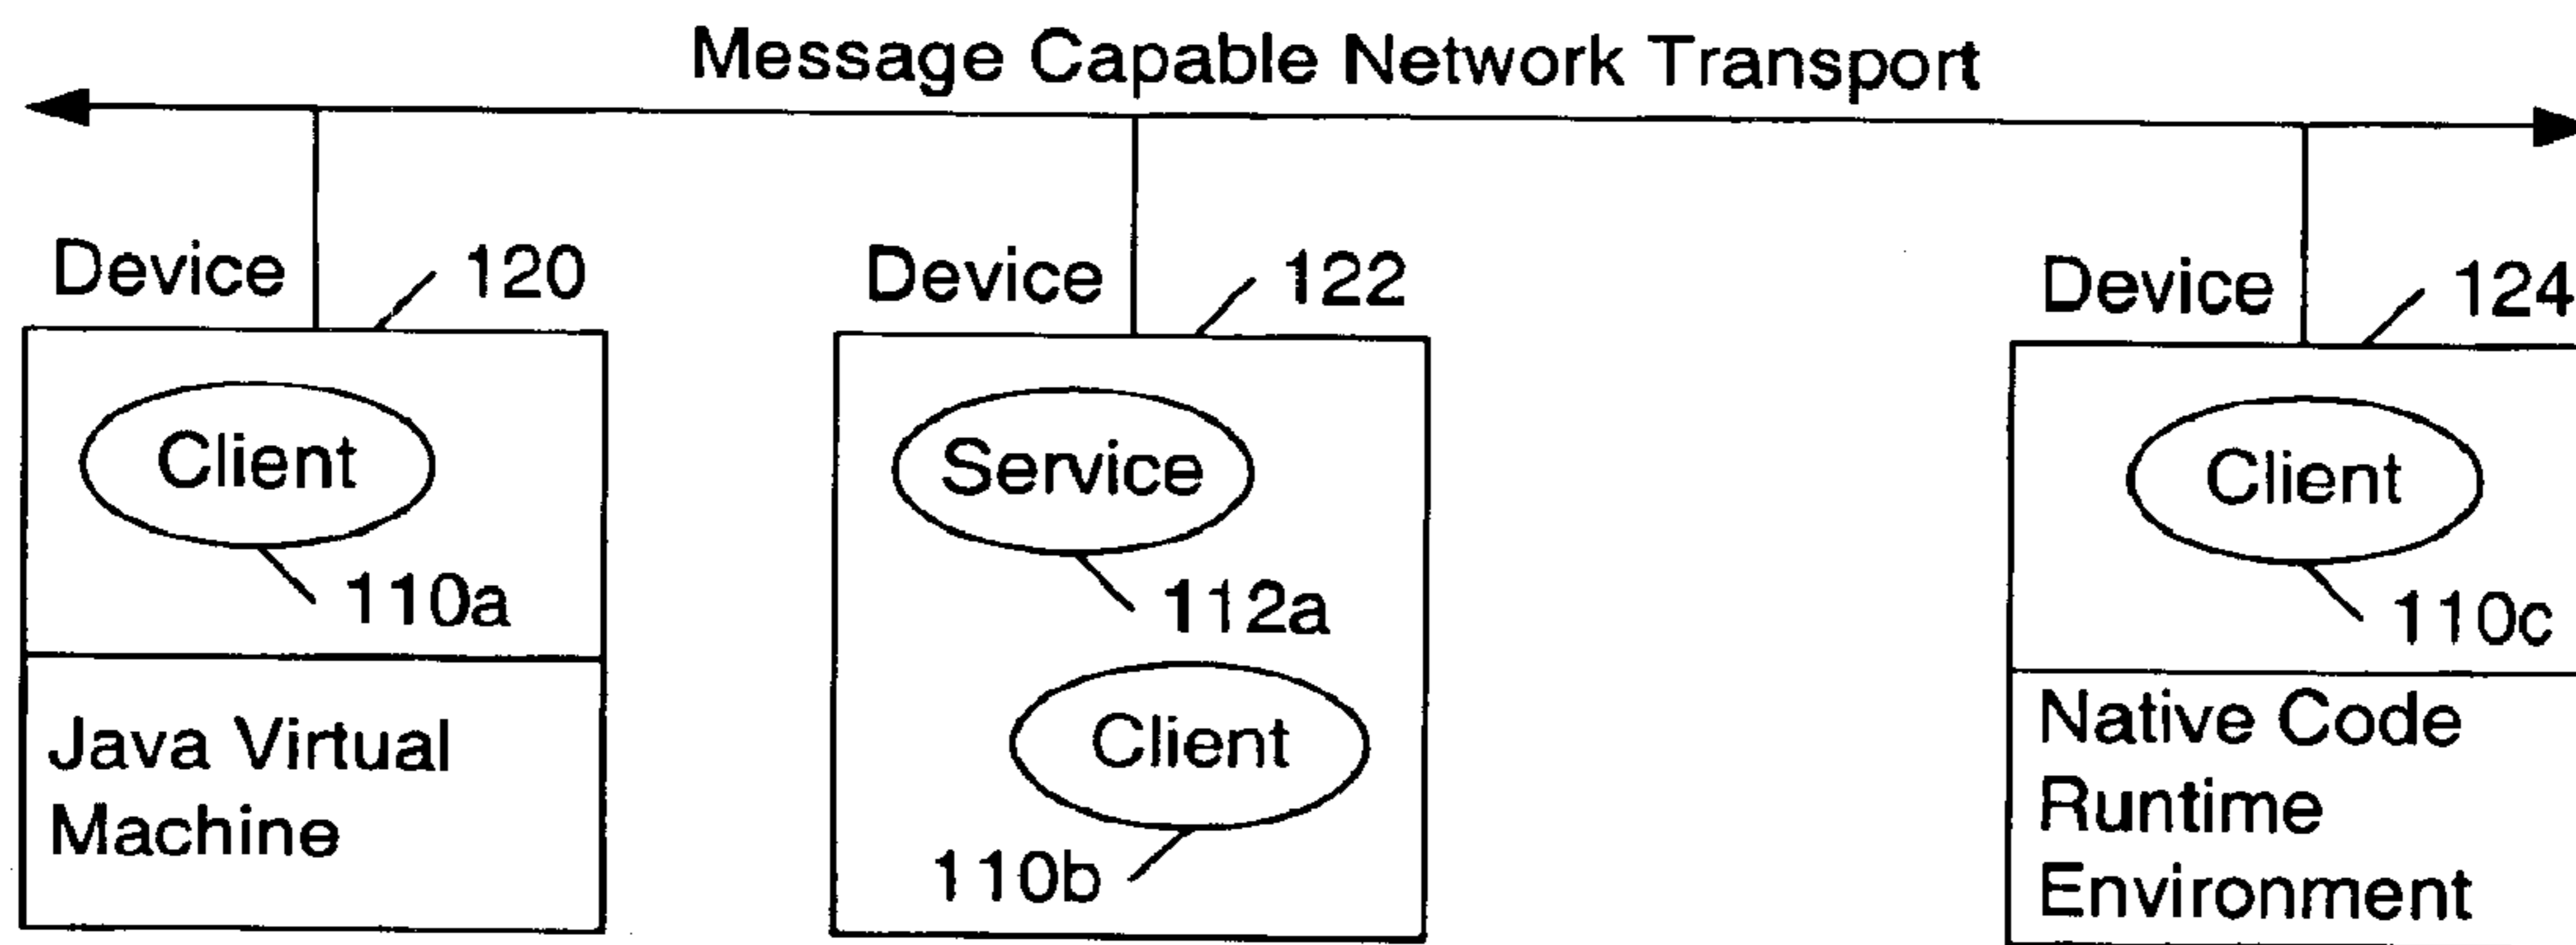 Message Capable Network Transport
Device 120
Device 122
Device 124
Client
110a
Java Virtual
Machine
Service
112a
Client
110b
Client
110c
Native Code
Runtime
Environment